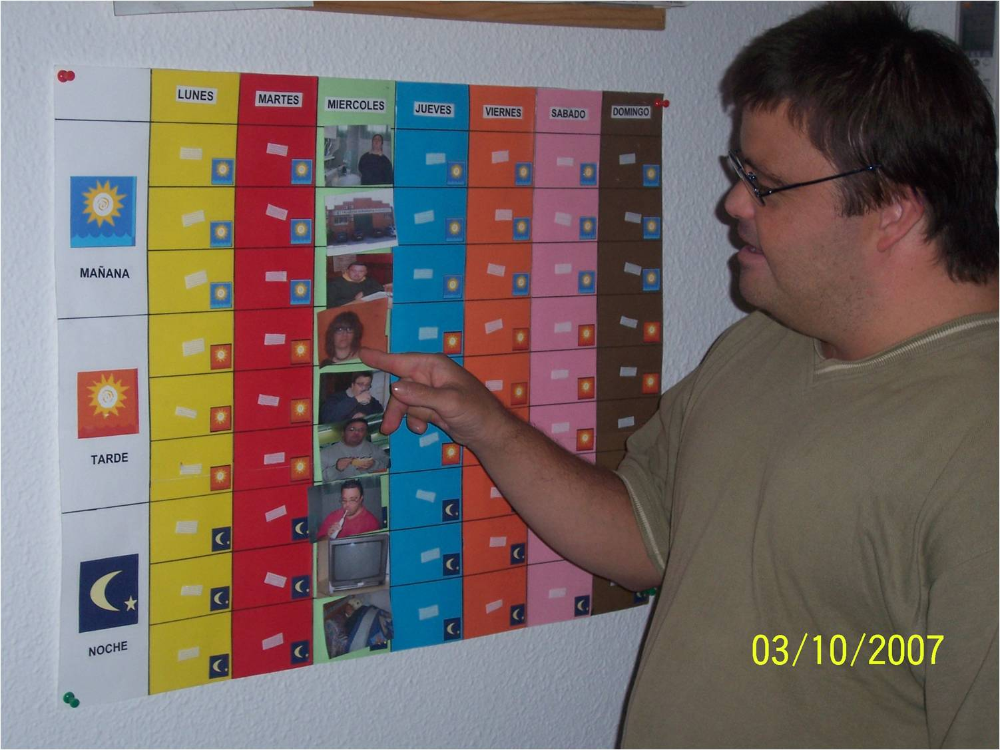 LUNES
MARTES
MIERCOLES
JUEVES
VIERNES
SABADO
DOMINGO
MAÑANA
TARDE
NOCHE
03/10/2007